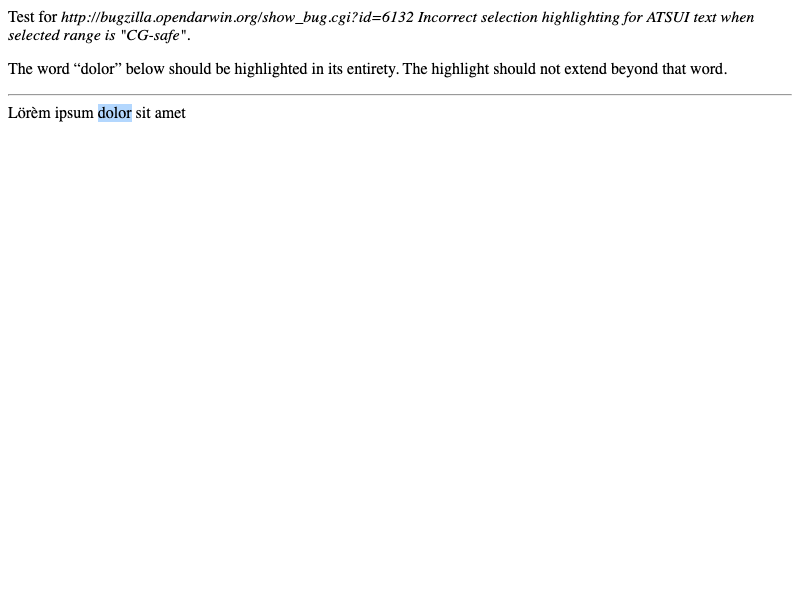 Test for http://bugzilla.opendarwin.org/show_bug.cgi?id=6132 Incorrect selection highlighting for ATSUI text when
selected range is "CG-safe".
The word “dolor” below should be highlighted in its entirety. The highlight should not extend beyond that word.
Lörèm ipsum dolor sit amet